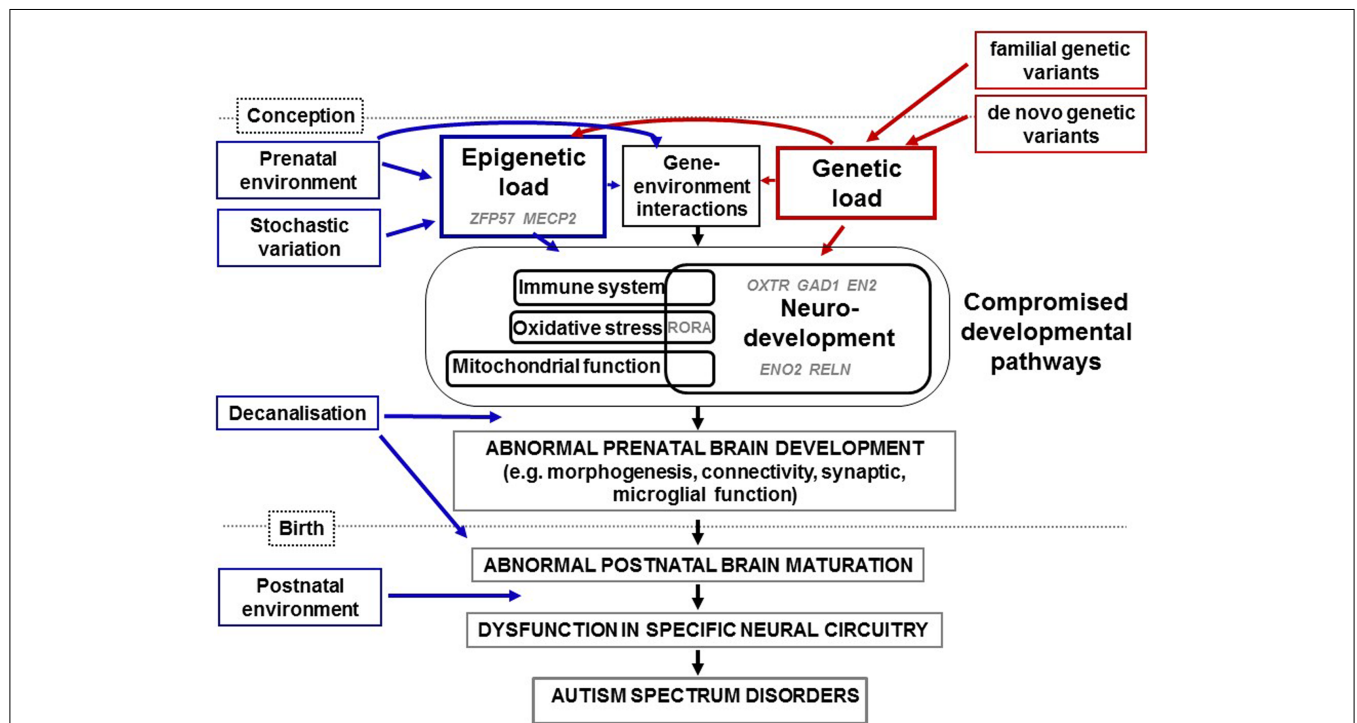 familial genetic
variants
Conception
de novo genetic
variants
Prenatal
environment
Epigenetic
load
ZFP57 MECP2
Gene-
environment
interactions
Genetic
load
Stochastic
variation
Immune system
Oxidative stress
RORA
Mitochondrial function
OXTR GAD1 EN2
Neuro-
development
ENO2 RELN
Compromised
developmental
pathways
Decanalisation
ABNORMAL PRENATAL BRAIN DEVELOPMENT
(e.g. morphogenesis, connectivity, synaptic,
microglial function)
Birth
ABNORMAL POSTNATAL BRAIN MATURATION
Postnatal
environment
DYSFUNCTION IN SPECIFIC NEURAL CIRCUITRY
AUTISM SPECTRUM DISORDERS